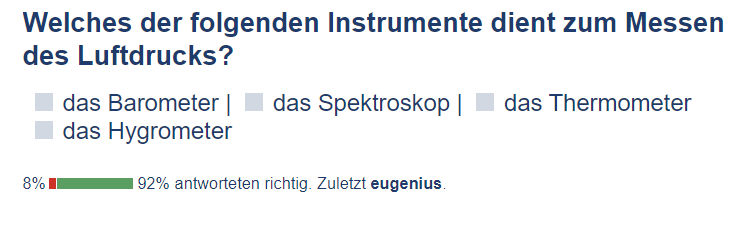 Welches der folgenden Instrumente dient zum Messen
des Luftdrucks?
das Barometer | das Spektroskop | das Thermometer
das Hygrometer
8% 92% antworteten richtig. Zuletzt eugenius.